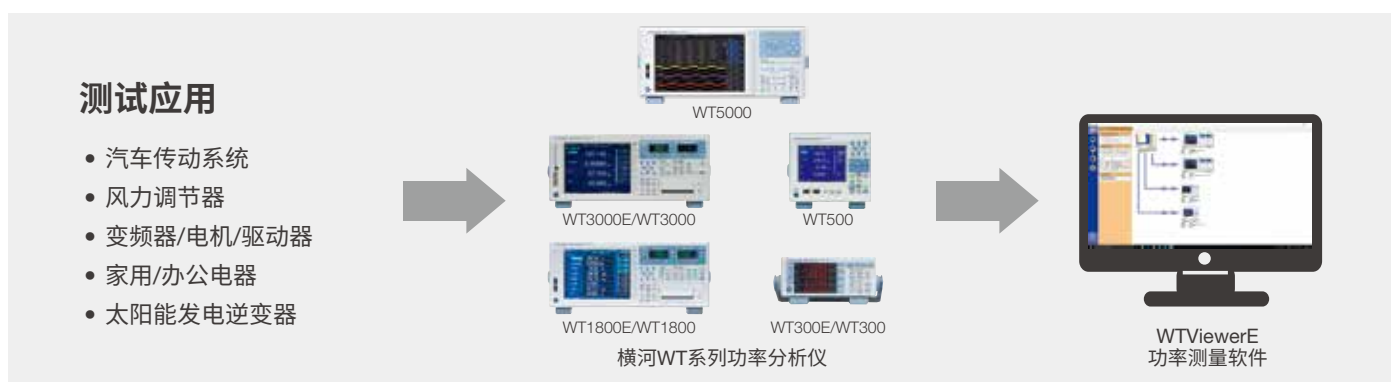 测试应用
• 汽车传动系统
• 风力调节器
• 变频器/电机/驱动器
• 家用/办公电器
• 太阳能发电逆变器
WT5000
WT3000E/WT3000
WT500
WT1800E/WT1800
WT300E/WT300
横河WT系列功率分析仪
WTViewerE
功率测量软件